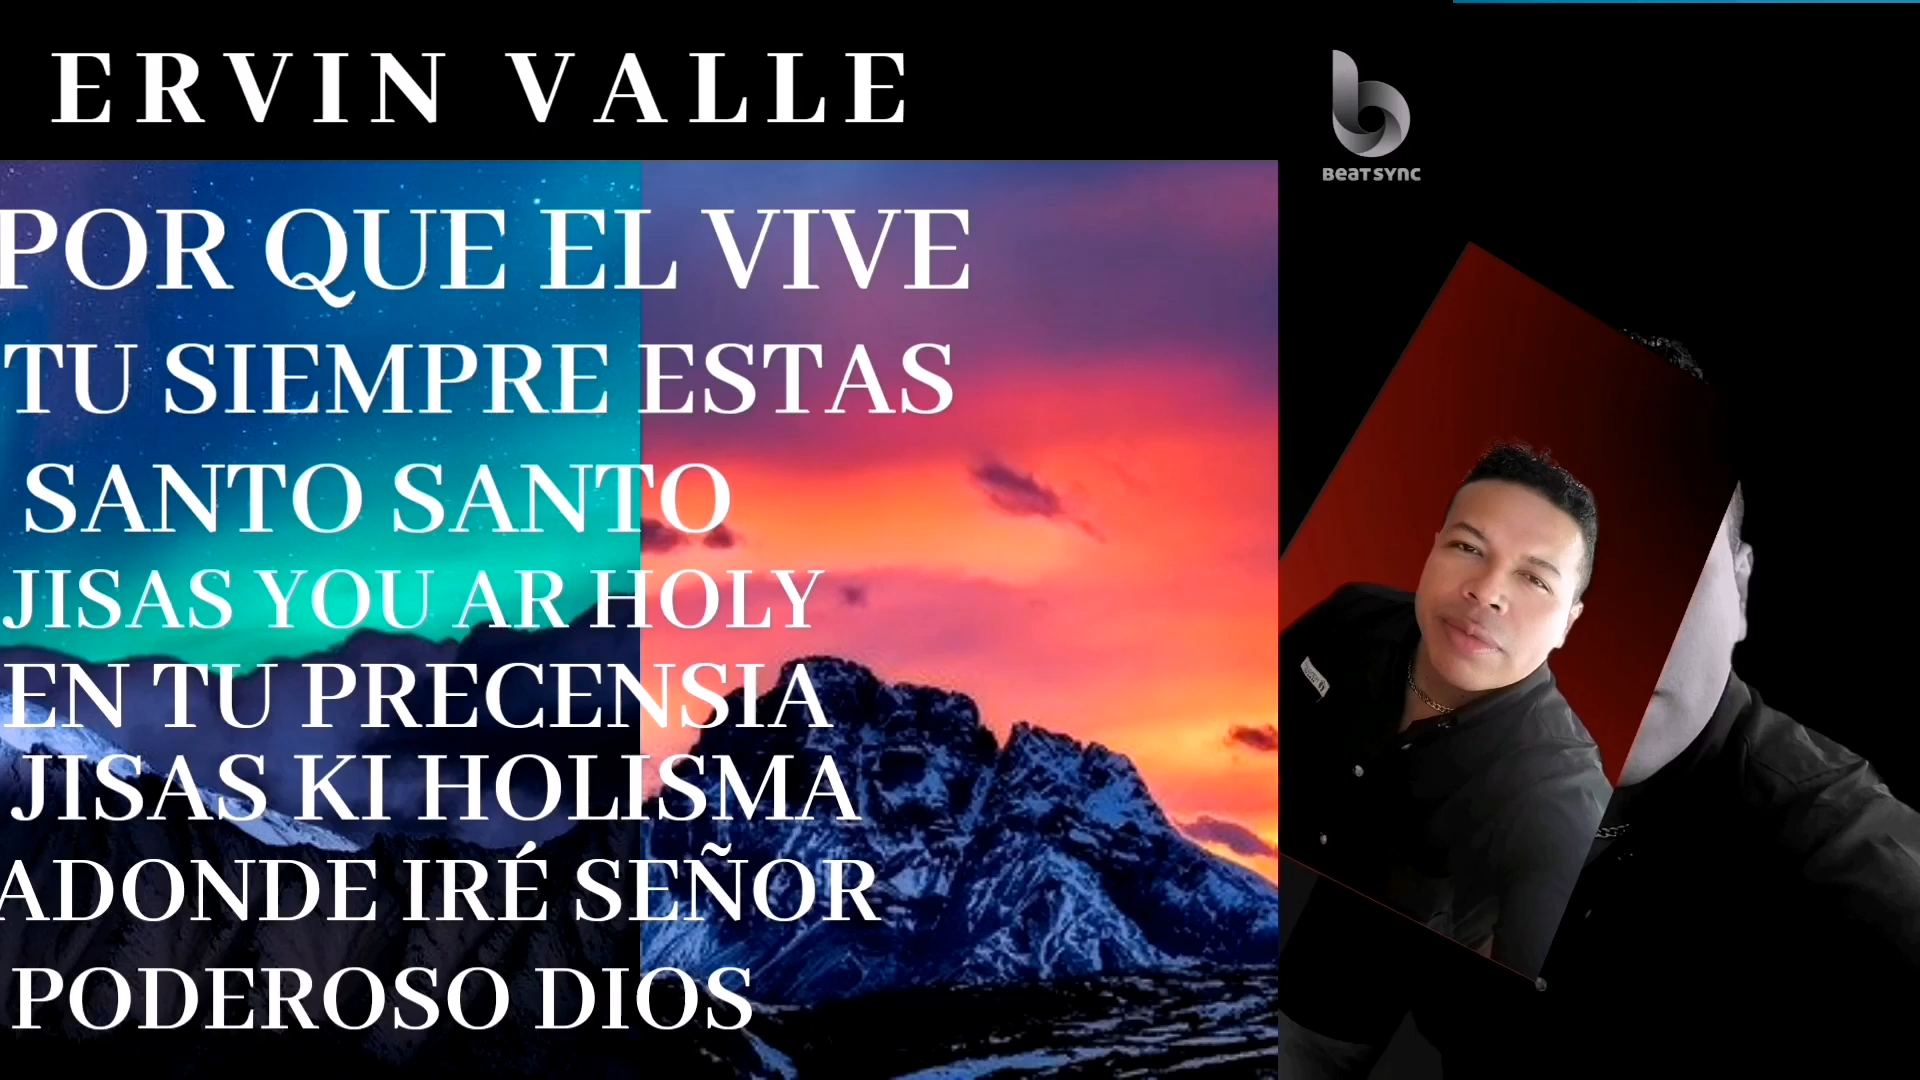 ERVIN VALLE
BEATSYNC
POR QUE EL VIVE
TU SIEMPRE ESTAS
SANTO SANTO
JISAS YOU AR HOLY
EN TU PRECENSIA
JISAS KI HOLISMA
ADONDE IRÉ SEÑOR
PODEROSO DIOS